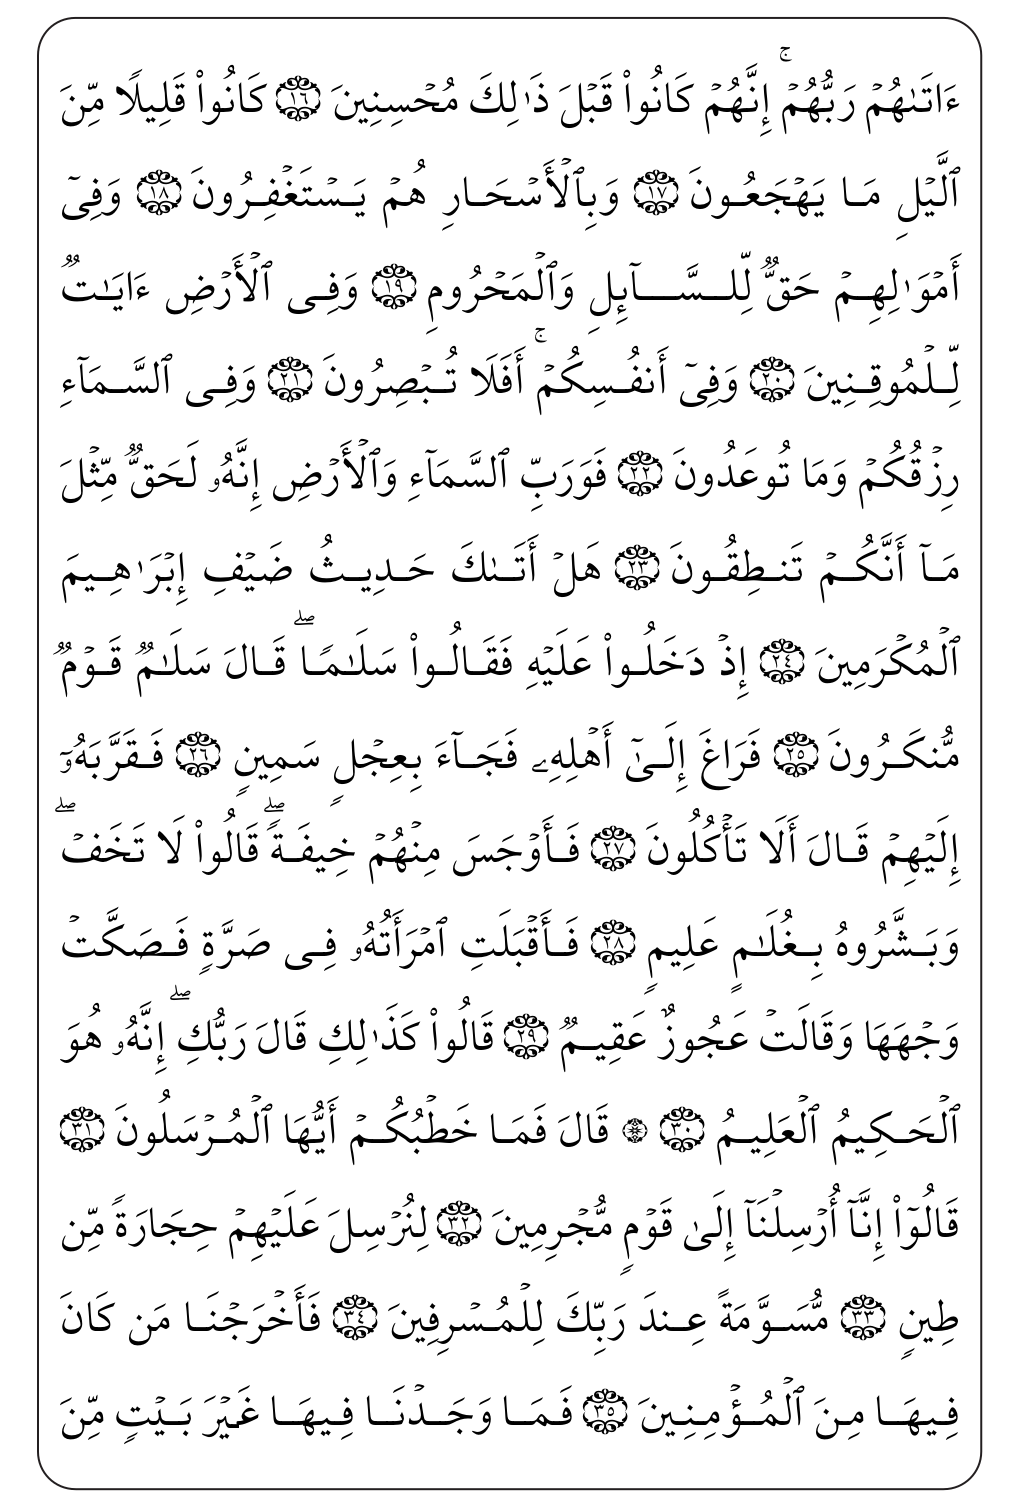 ءَاتَىٰهُمْ رَبُّهُمْ ۚ إِنَّهُمْ كَانُوا۟ قَبْلَ ذَٰلِكَ مُحْسِنِينَ ١٦ كَانُوا۟ قَلِيلًا مِّنَ
ٱلَّيْلِ مَا يَهْجَعُونَ ١٧ وَبِٱلْأَسْحَارِ هُمْ يَسْتَغْفِرُونَ ١٨ وَفِىٓ
أَمْوَٰلِهِمْ حَقٌّ لِّلسَّآئِلِ وَٱلْمَحْرُومِ ١٩ وَفِى ٱلْأَرْضِ ءَايَـٰتٌ
لِّلْمُوقِنِينَ ٢٠ وَفِىٓ أَنفُسِكُمْ ۚ أَفَلَا تُبْصِرُونَ ٢١ وَفِى ٱلسَّمَآءِ
رِزْقُكُمْ وَمَا تُوعَدُونَ ٢٢ فَوَرَبِّ ٱلسَّمَآءِ وَٱلْأَرْضِ إِنَّهُۥ لَحَقٌّ مِّثْلَ
مَآ أَنَّكُمْ تَنطِقُونَ ٢٣ هَلْ أَتَىٰكَ حَدِيثُ ضَيْفِ إِبْرَٰهِيمَ
ٱلْمُكْرَمِينَ ٢٤ إِذْ دَخَلُوا۟ عَلَيْهِ فَقَالُوا۟ سَلَـٰمًا ۖ قَالَ سَلَـٰمٌ قَوْمٌ
مُّنكَرُونَ ٢٥ فَرَاغَ إِلَىٰٓ أَهْلِهِۦ فَجَآءَ بِعِجْلٍ سَمِينٍ ٢٦ فَقَرَّبَهُۥٓ
إِلَيْهِمْ قَالَ أَلَا تَأْكُلُونَ ٢٧ فَأَوْجَسَ مِنْهُمْ خِيفَةً ۖ قَالُوا۟ لَا تَخَفْ ۖ
وَبَشَّرُوهُ بِغُلَـٰمٍ عَلِيمٍ ٢٨ فَأَقْبَلَتِ ٱمْرَأَتُهُۥ فِى صَرَّةٍ فَصَكَّتْ
وَجْهَهَا وَقَالَتْ عَجُوزٌ عَقِيمٌ ٢٩ قَالُوا۟ كَذَٰلِكِ قَالَ رَبُّكِ ۖ إِنَّهُۥ هُوَ
ٱلْحَكِيمُ ٱلْعَلِيمُ ٣٠ ۞ قَالَ فَمَا خَطْبُكُمْ أَيُّهَا ٱلْمُرْسَلُونَ ٣١
قَالُوٓا۟ إِنَّآ أُرْسِلْنَآ إِلَىٰ قَوْمٍ مُّجْرِمِينَ ٣٢ لِنُرْسِلَ عَلَيْهِمْ حِجَارَةً مِّن
طِينٍ ٣٣ مُّسَوَّمَةً عِندَ رَبِّكَ لِلْمُسْرِفِينَ ٣٤ فَأَخْرَجْنَا مَن كَانَ
فِيهَا مِنَ ٱلْمُؤْمِنِينَ ٣٥ فَمَا وَجَدْنَا فِيهَا غَيْرَ بَيْتٍ مِّنَ